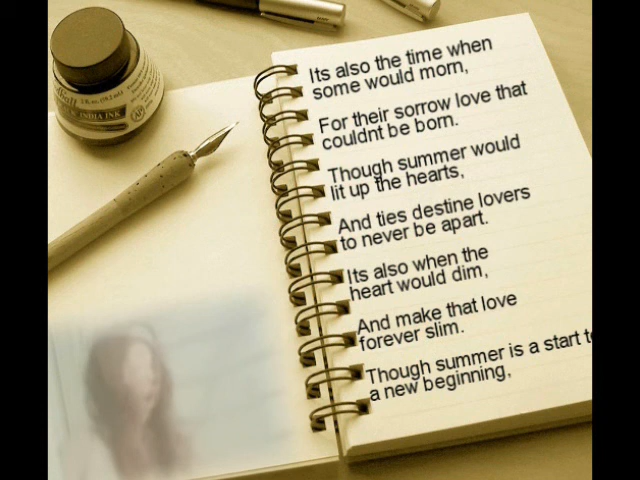 Its also the time when
some would morn,
For their sorrow love that
couldnt be born.
Though summer would
lit up the hearts,
And ties destine lovers
to never be apart.
Its also when the
heart would dim,
And make that love
forever slim.
Though summer is a start to
a new beginning,
INDIA INK